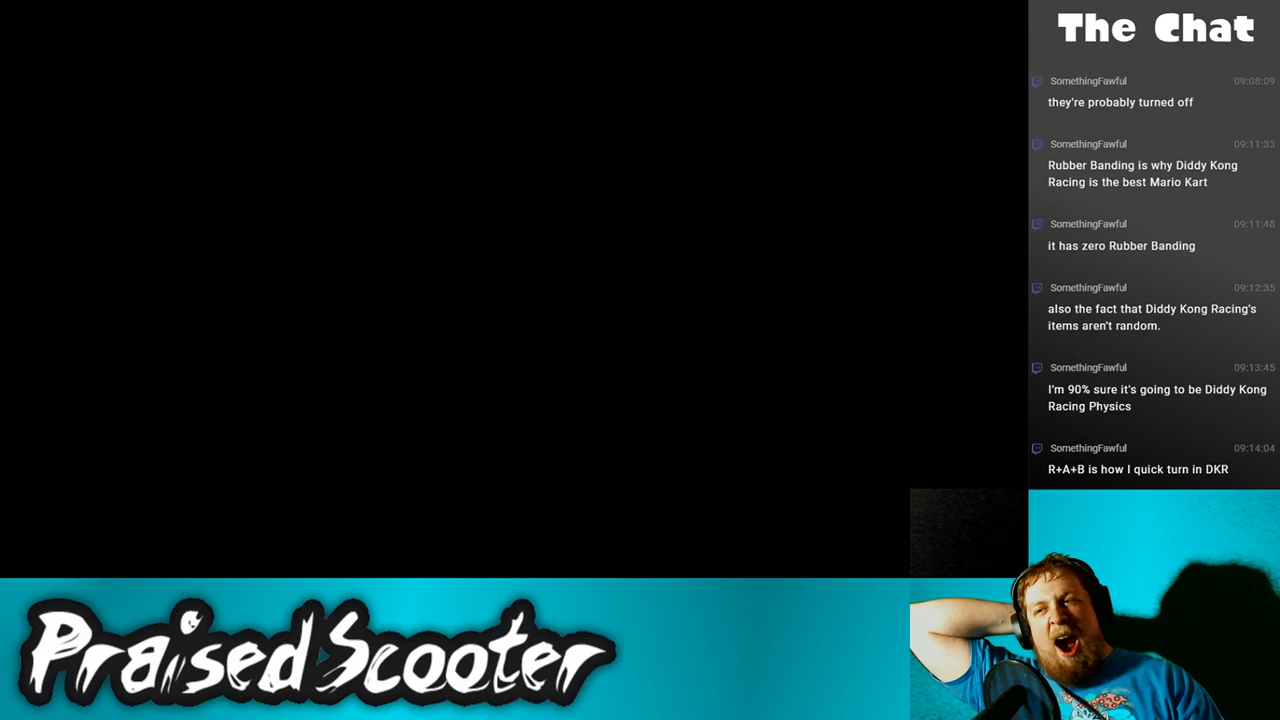 The Chat
SomethingFawful 09:08:09
they're probably turned off
SomethingFawful 09:11:33
Rubber Banding is why Diddy Kong
Racing is the best Mario Kart
SomethingFawful 09:11:48
it has zero Rubber Banding
SomethingFawful 09:12:35
also the fact that Diddy Kong Racing's
items aren't random.
SomethingFawful 09:13:45
I'm 90% sure it's going to be Diddy Kong
Racing Physics
SomethingFawful 09:14:04
R+A+B is how I quick turn in DKR
PraisedScooter